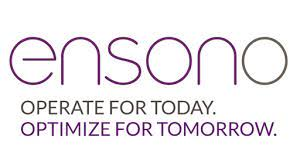 ensono
OPERATE FOR TODAY.
OPTIMIZE FOR TOMORROW.